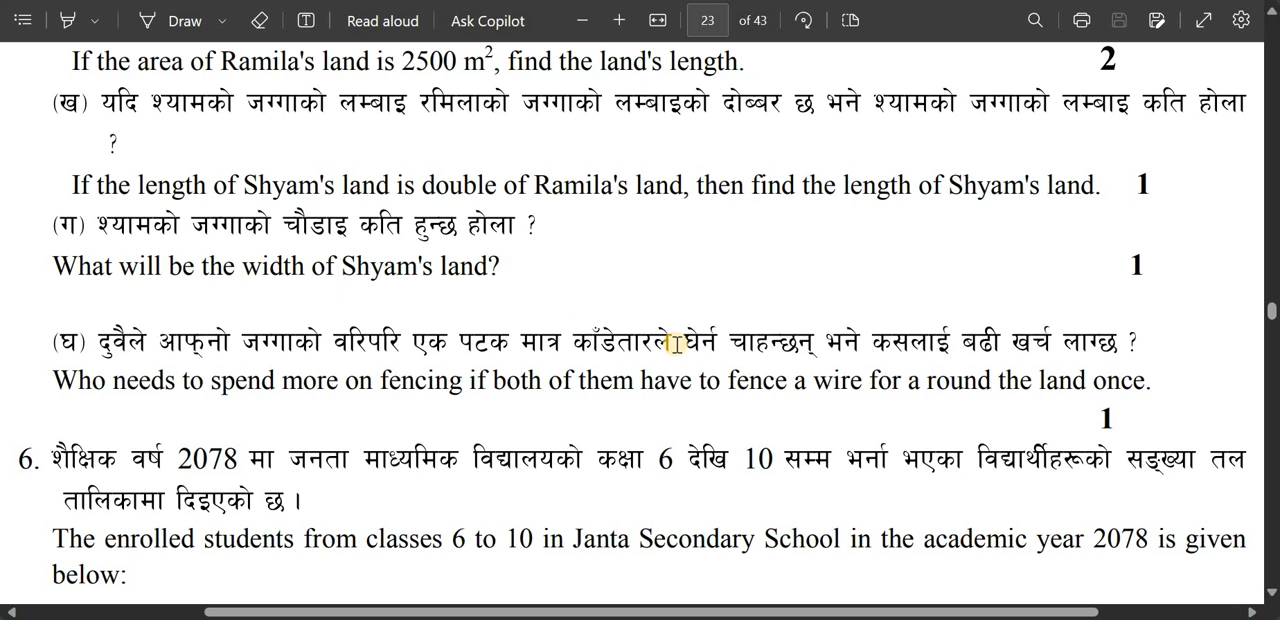 Draw
Read aloud
Ask Copilot
23 of 43
If the area of Ramila's land is 2500 m², find the land's length. 2
(ख) यदि श्यामको जग्गाको लम्बाइ रमिलाको जग्गाको लम्बाइको दोब्बर छ भने श्यामको जग्गाको लम्बाइ कति होला
?
If the length of Shyam's land is double of Ramila's land, then find the length of Shyam's land. 1
(ग) श्यामको जग्गाको चौडाइ कति हुन्छ होला ?
What will be the width of Shyam's land? 1
(घ) दुवैले आफ्‌नो जग्गाको वरिपरि एक पटक मात्र काँडेतारले घेर्न चाहन्छन् भने कसलाई बढी खर्च लाग्छ ?
Who needs to spend more on fencing if both of them have to fence a wire for a round the land once.
1
6. शैक्षिक वर्ष 2078 मा जनता माध्यमिक विद्यालयको कक्षा 6 देखि 10 सम्म भर्ना भएका विद्यार्थीहरूको सङ्ख्या तल
तालिकामा दिइएको छ ।
The enrolled students from classes 6 to 10 in Janta Secondary School in the academic year 2078 is given
below: